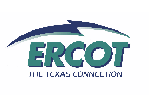 ERCOT
THE TEXAS CONNECTION